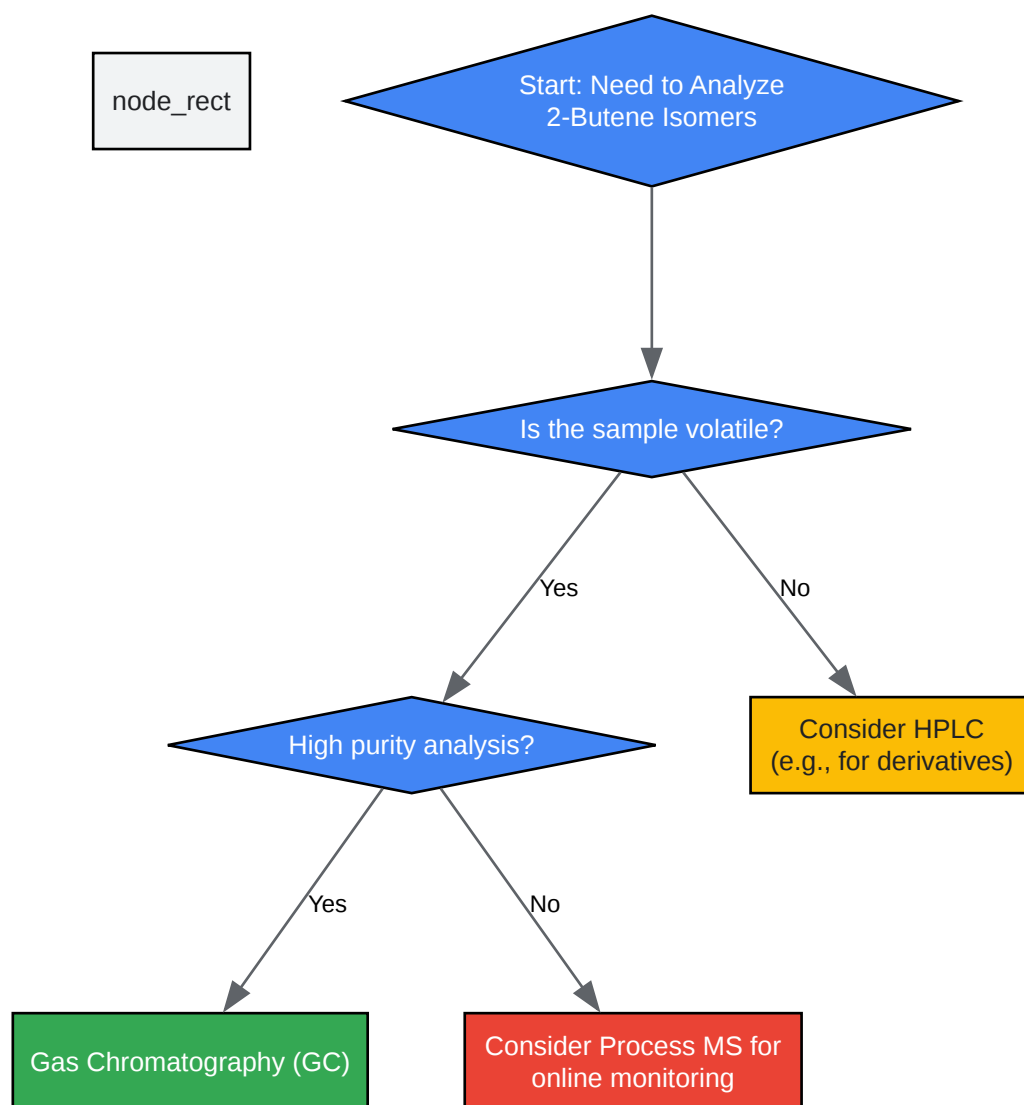 node_rect
Start: Need to Analyze
2-Butene Isomers
Is the sample volatile?
Yes
No
High purity analysis?
Consider HPLC
(e.g., for derivatives)
Yes
No
Gas Chromatography (GC)
Consider Process MS for
online monitoring